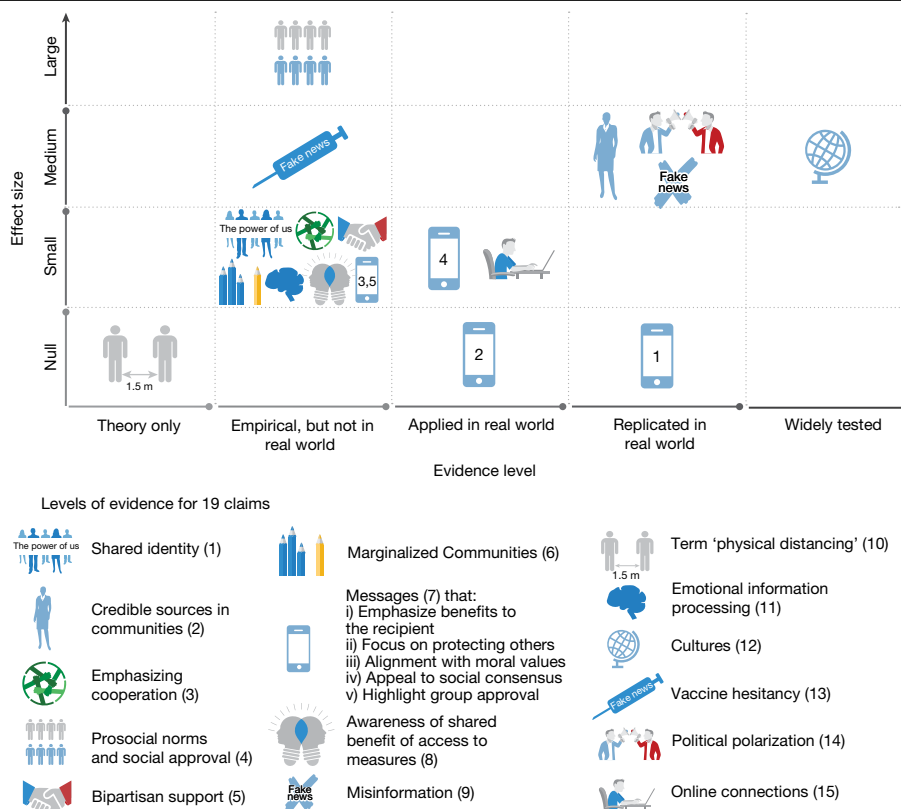 Effect size
Large
Medium
Small
Null
Fake news
Fake
news
The power of us
3,5
4
1.5 m
2
1
Theory only
Empirical, but not in
real world
Applied in real world
Replicated in
real world
Widely tested
Evidence level
Levels of evidence for 19 claims
The power of us
Shared identity (1)
Credible sources in
communities (2)
Emphasizing
cooperation (3)
Prosocial norms
and social approval (4)
Bipartisan support (5)
Marginalized Communities (6)
Messages (7) that:
i) Emphasize benefits to
the recipient
ii) Focus on protecting others
iii) Alignment with moral values
iv) Appeal to social consensus
v) Highlight group approval
Awareness of shared
benefit of access to
measures (8)
Fake
news
Misinformation (9)
1.5 m
Term ‘physical distancing’ (10)
Emotional information
processing (11)
Cultures (12)
Fake news
Vaccine hesitancy (13)
Political polarization (14)
Online connections (15)